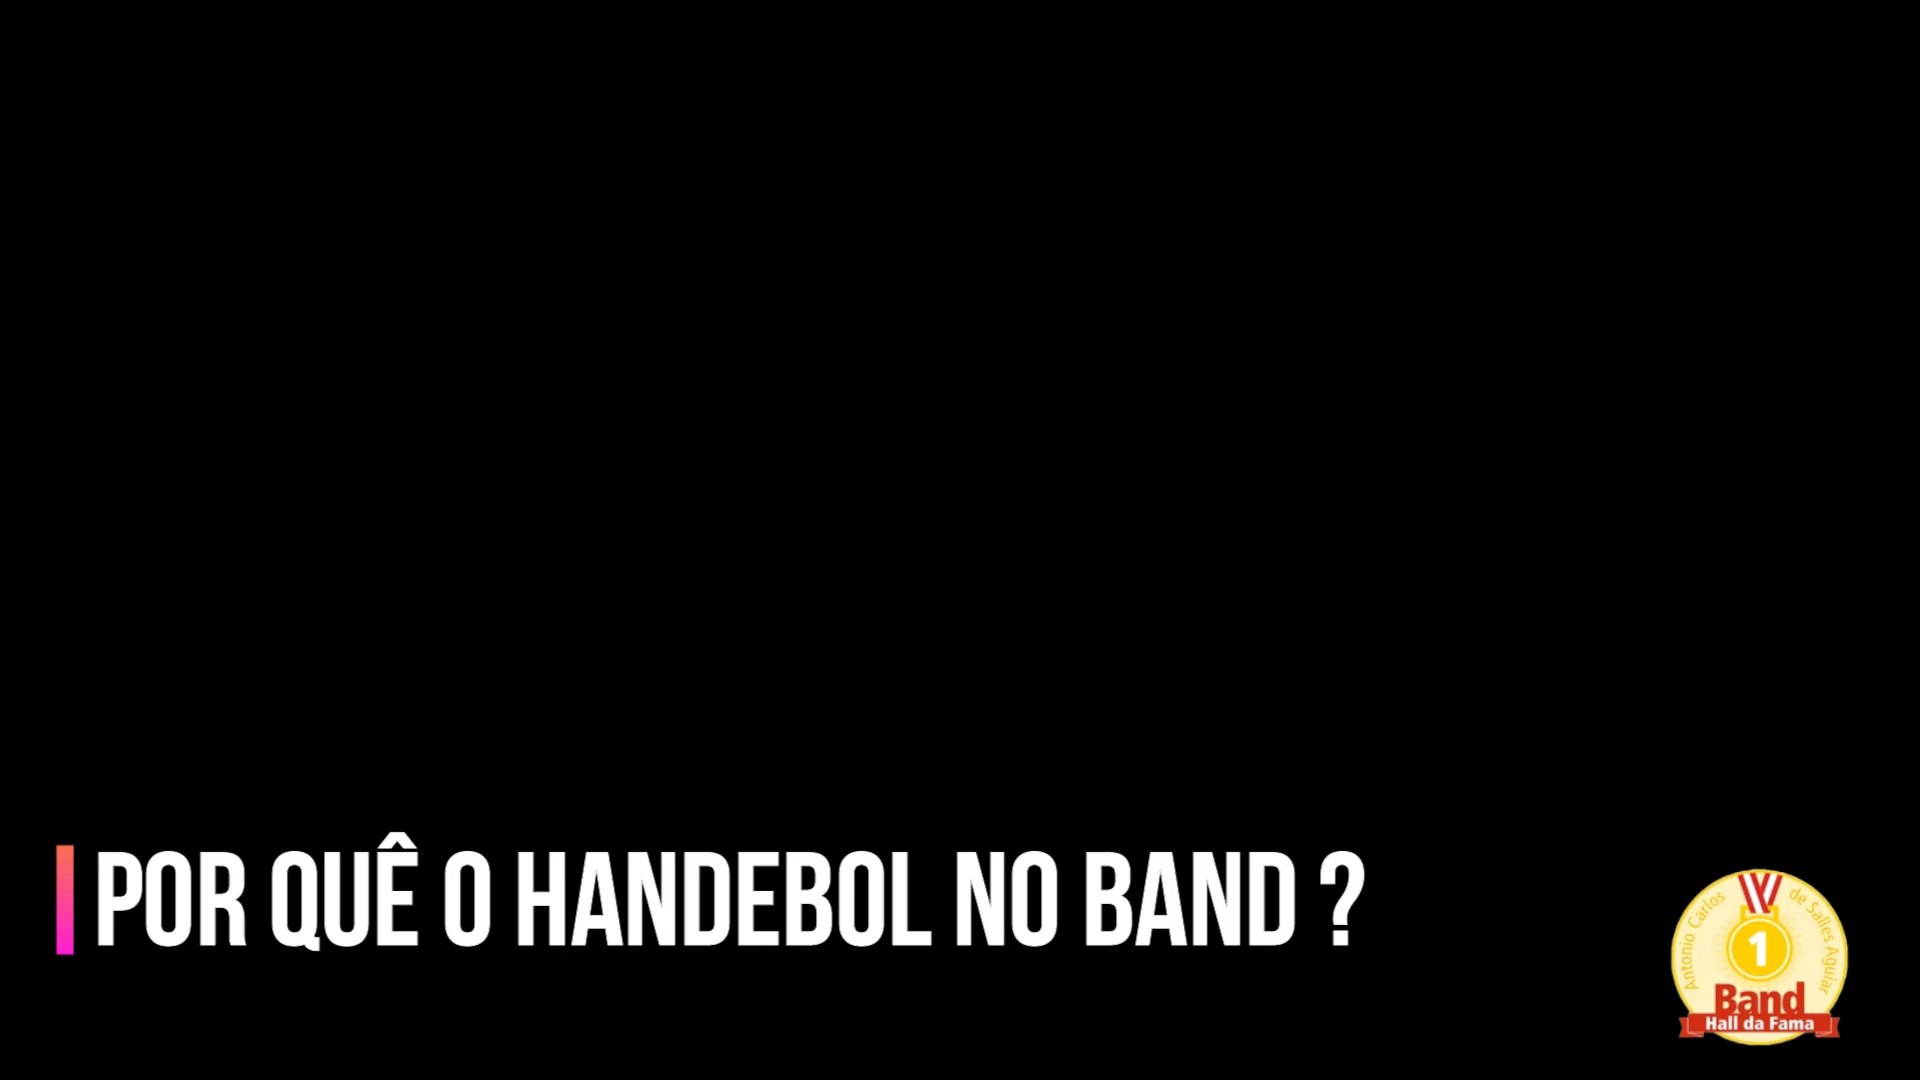 POR QUÊ O HANDEBOL NO BAND ?
Antonio Carlos de Salles Aguiar
1
Band
Hall da Fama